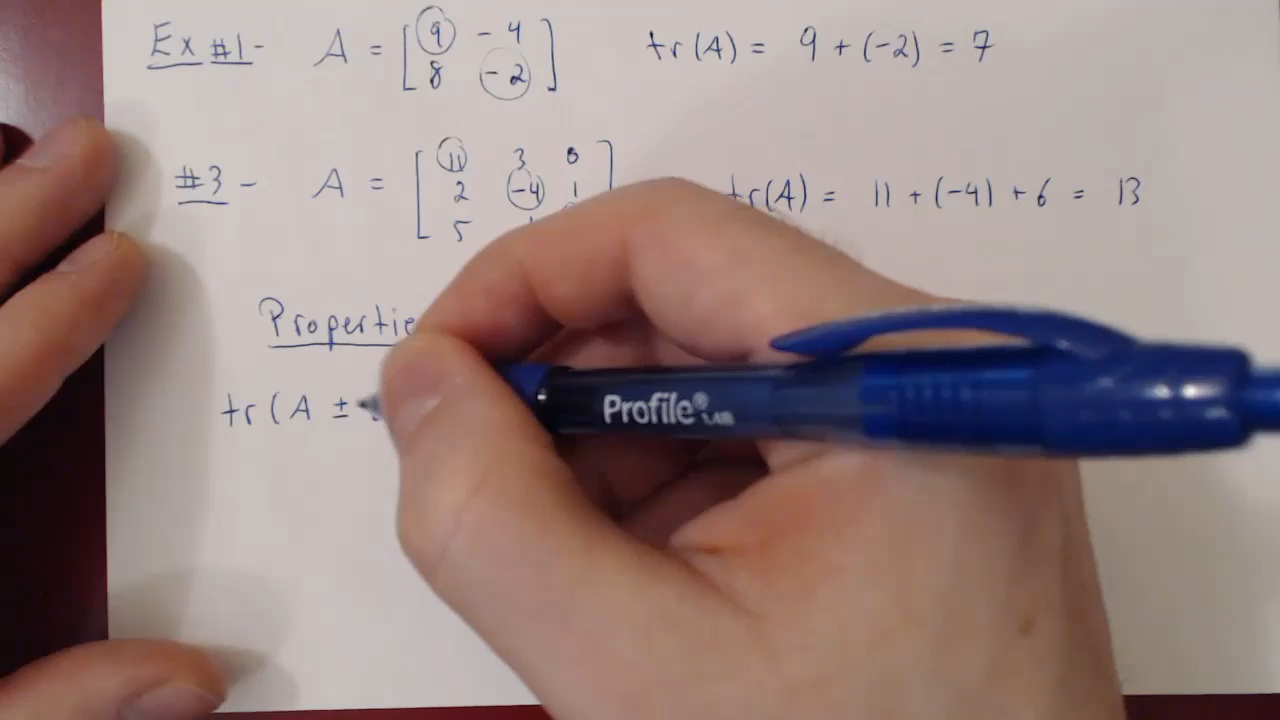 Ex #1- A = [ 9 -4 tr(A) = 9 + (-2) = 7
8 -2 ]
#3 - A = [ 11 3 0 ] tr(A) = 11 + (-4) + 6 = 13
2 -4 1
5
Propertie
tr( A ±
Profile®